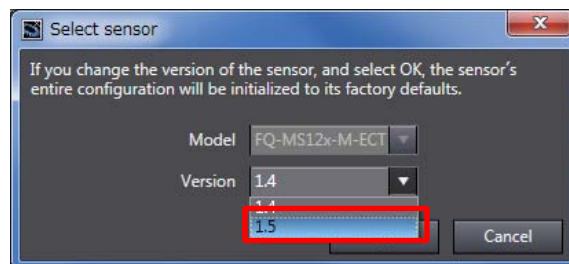 Select sensor
If you change the version of the sensor, and select OK, the sensor's
entire configuration will be initialized to its factory defaults.
Model FQ-MS12x-M-ECT
Version 1.4
1.4
1.5
Cancel